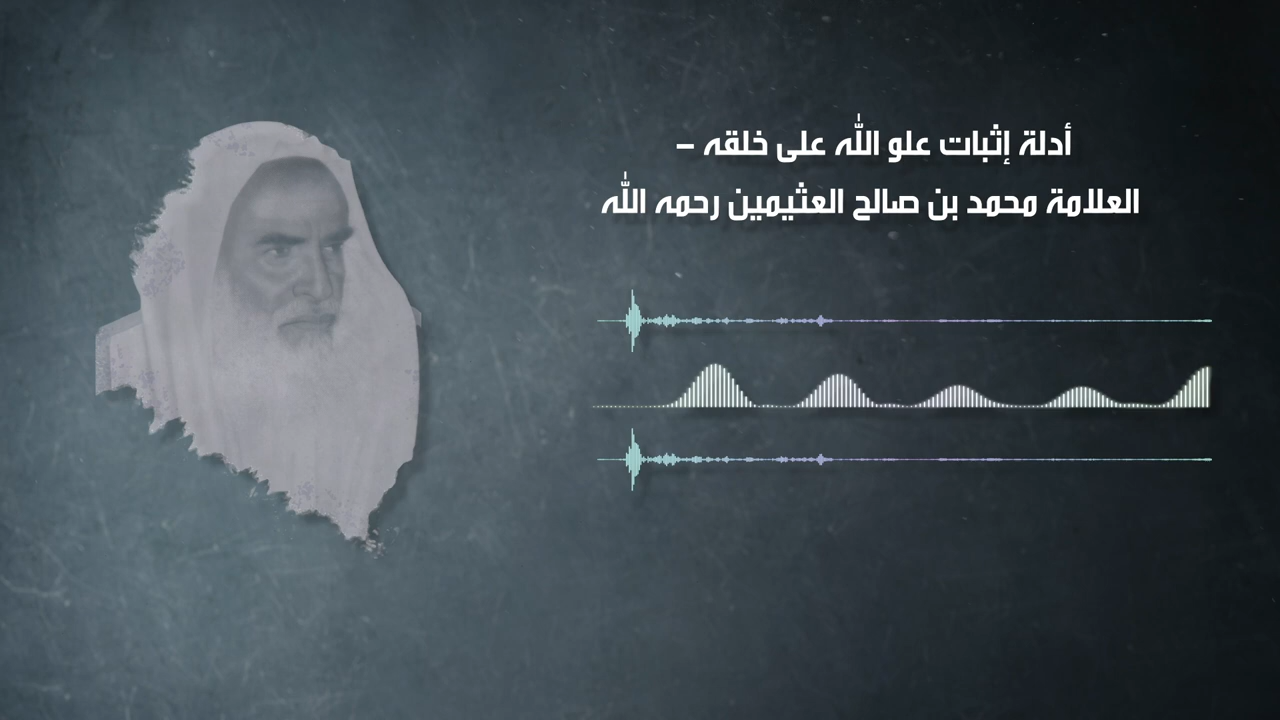 أدلة إثبات علو الله على خلقه –
العلامة محمد بن صالح العثيمين رحمه الله